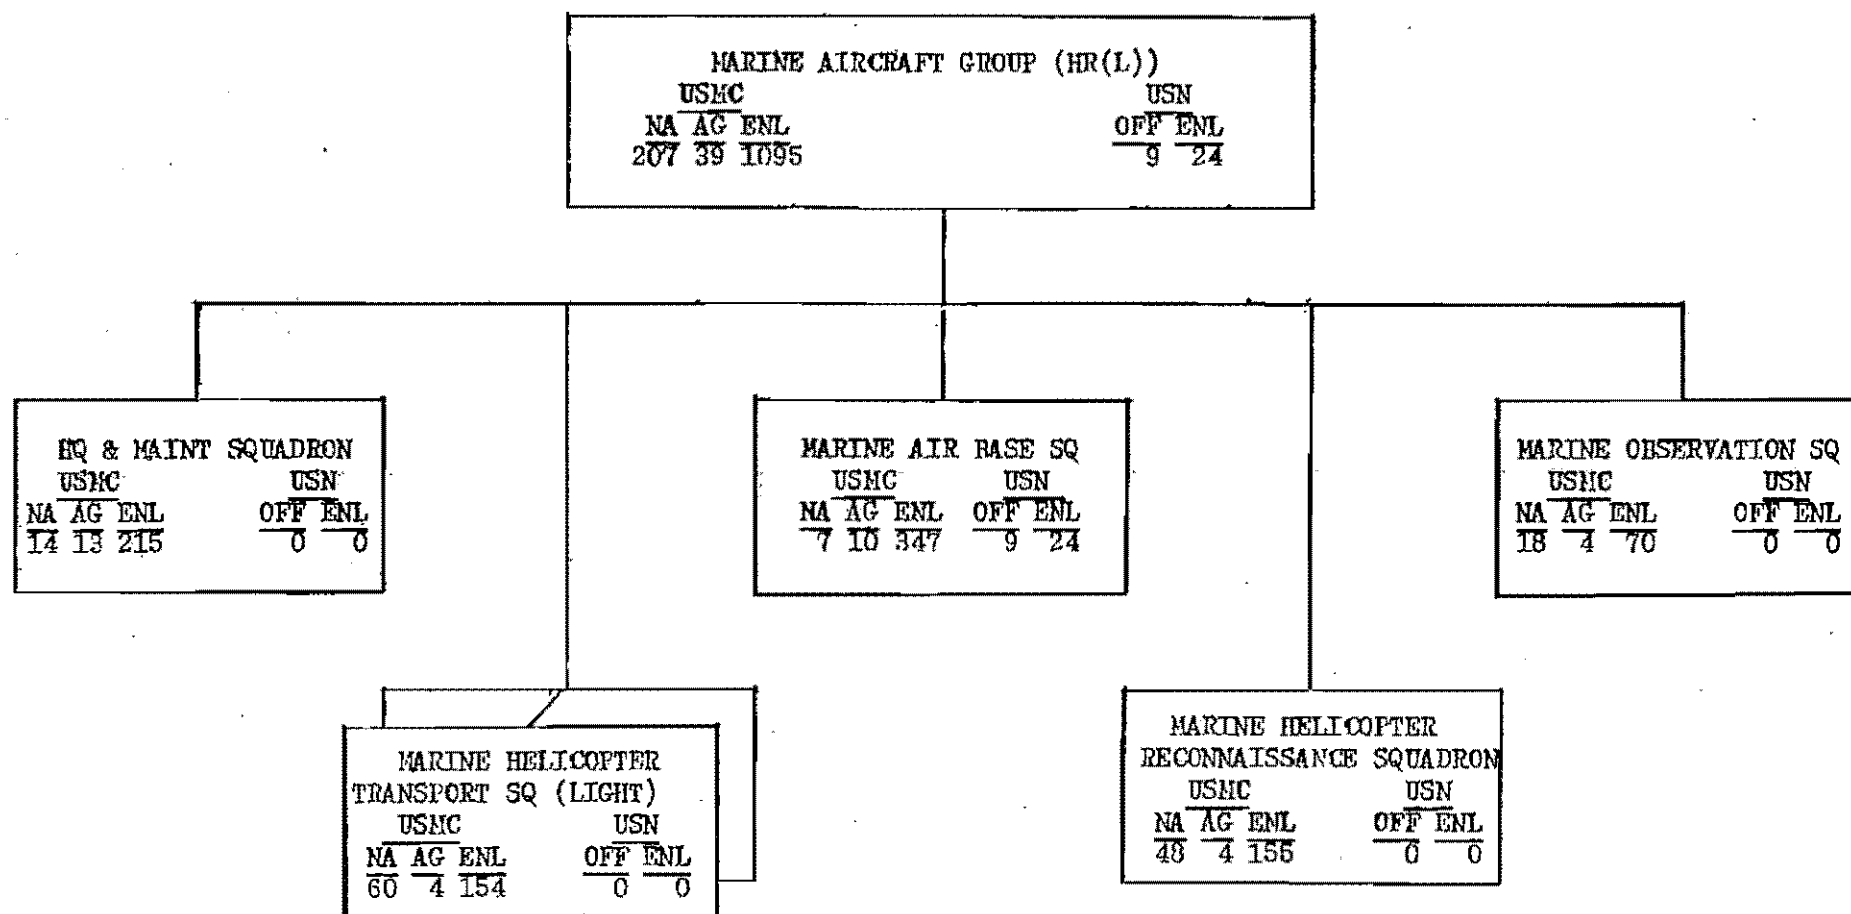 MARINE AIRCRAFT GROUP (HR(L))
USMC USN
NA AG ENL OFF ENL
207 39 1095 9 24
HQ & MAINT SQUADRON
USMC USN
NA AG ENL OFF ENL
14 13 215 0 0
MARINE AIR BASE SQ
USMC USN
NA AG ENL OFF ENL
7 10 347 9 24
MARINE OBSERVATION SQ
USMC USN
NA AG ENL OFF ENL
18 4 70 0 0
MARINE HELICOPTER
TRANSPORT SQ (LIGHT)
USMC USN
NA AG ENL OFF ENL
60 4 154 0 0
MARINE HELICOPTER
RECONNAISSANCE SQUADRON
USMC USN
NA AG ENL OFF ENL
48 4 155 0 0